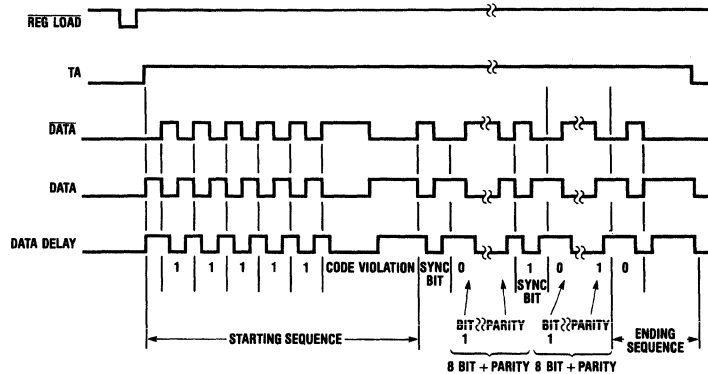 REG LOAD
TA
DATA
DATA
DATA DELAY
1 1 1 1 1 CODE VIOLATION SYNC BIT 0 1 SYNC BIT 0 1 0
BIT 1 PARITY BIT 1 PARITY
STARTING SEQUENCE
ENDING SEQUENCE
8 BIT + PARITY 8 BIT + PARITY